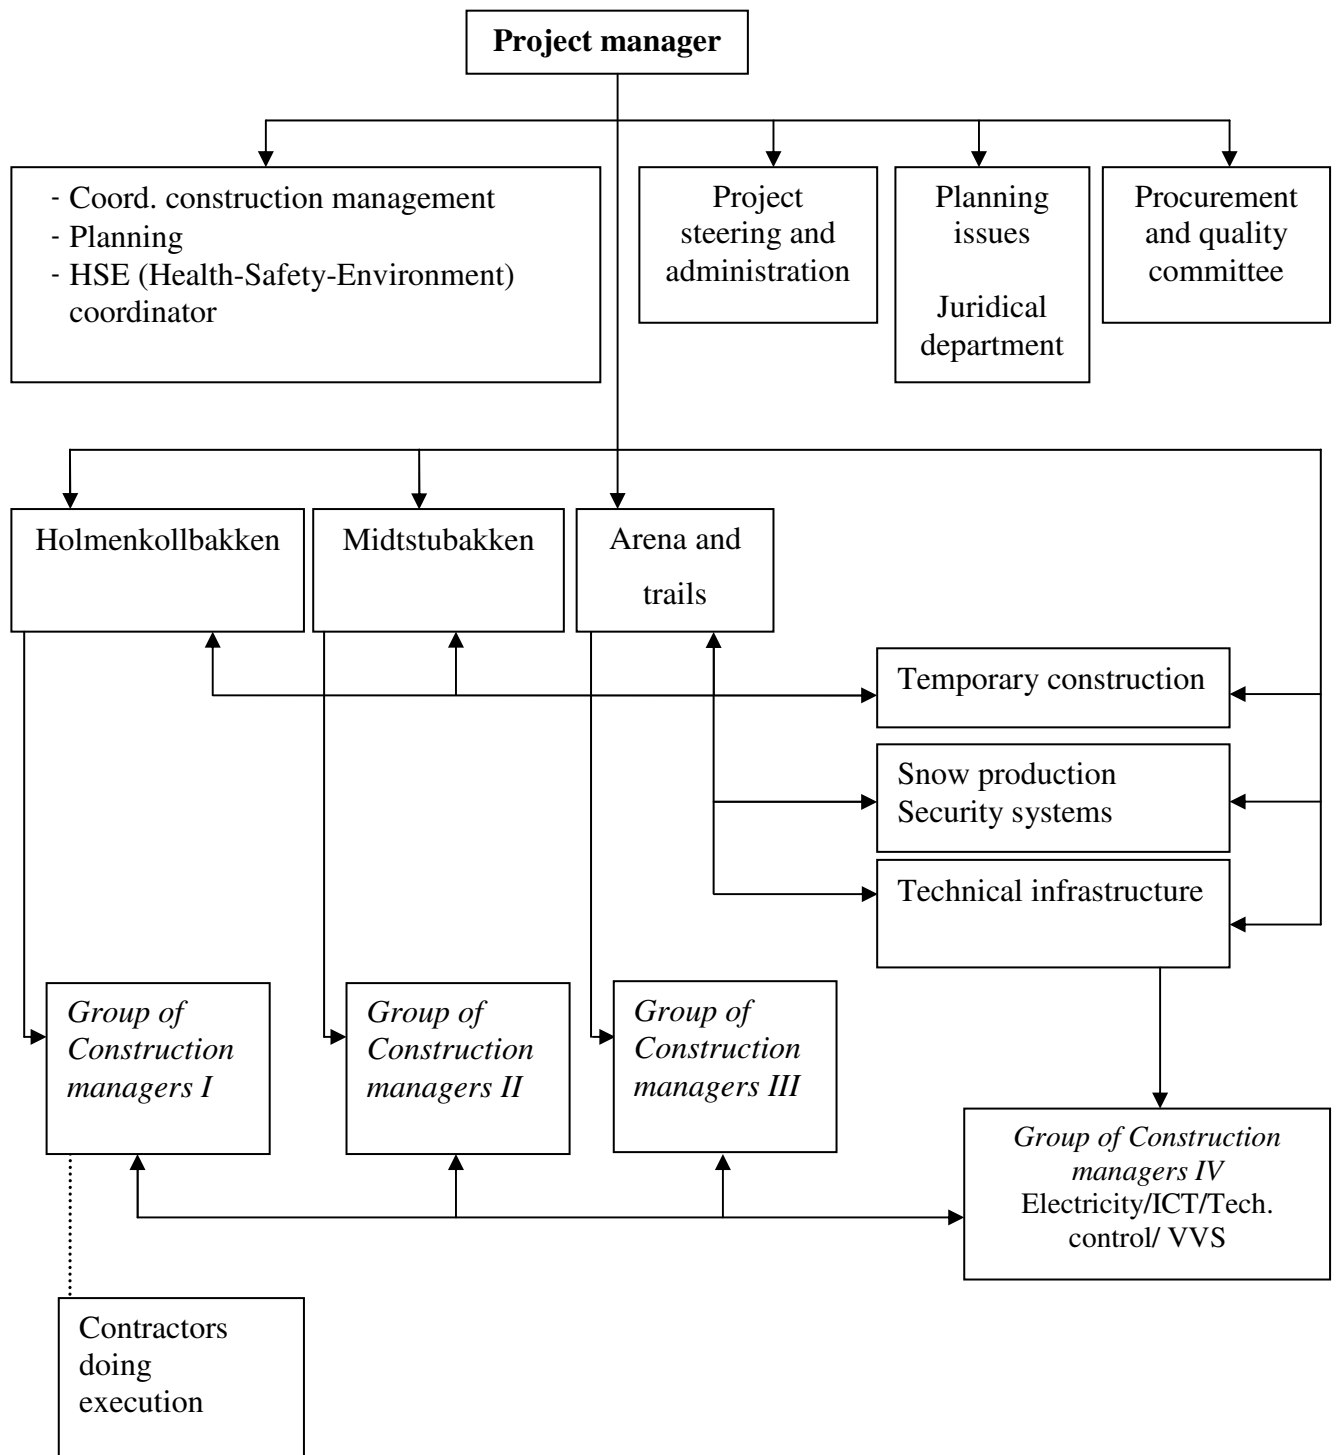 Project manager
- Coord. construction management
- Planning
- HSE (Health-Safety-Environment)
coordinator
Project
steering and
administration
Planning
issues
Juridical
department
Procurement
and quality
committee
Holmenkollbakken
Midtstubakken
Arena and
trails
Temporary construction
Snow production
Security systems
Technical infrastructure
Group of
Construction
managers I
Group of
Construction
managers II
Group of
Construction
managers III
Group of Construction
managers IV
Electricity/ICT/Tech.
control/ VVS
Contractors
doing
execution